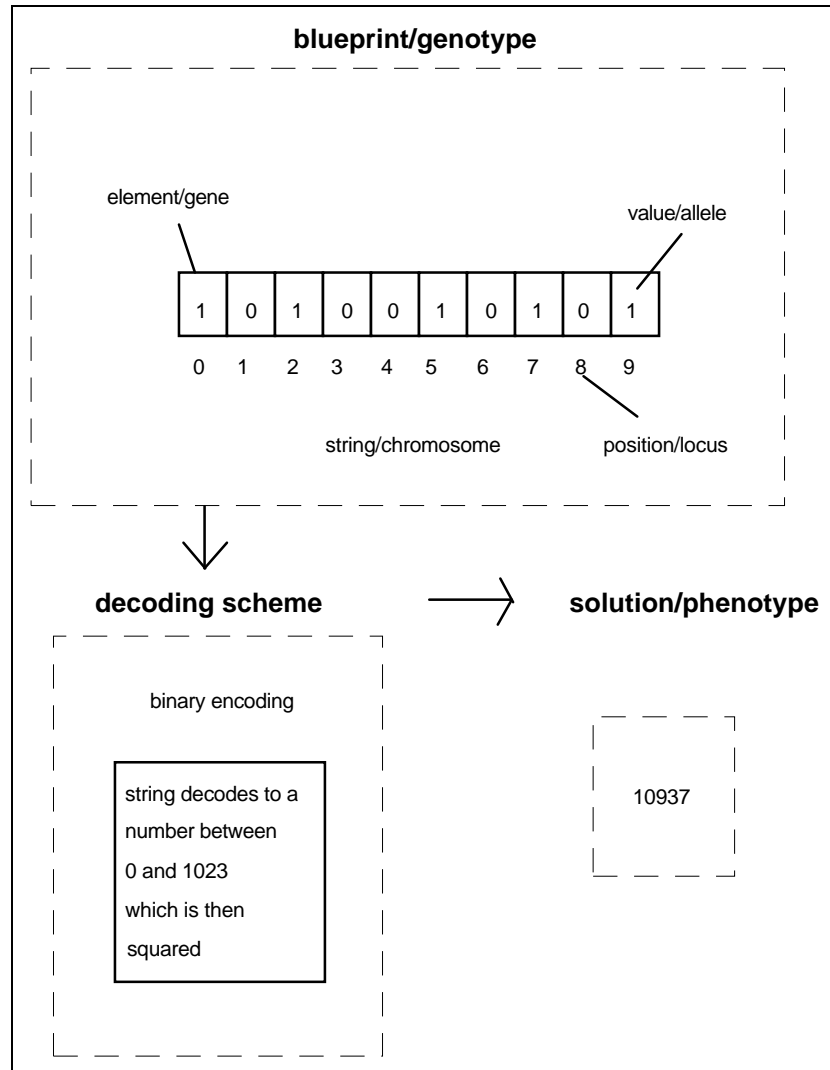 blueprint/genotype
element/gene
value/allele
1 0 1 0 0 1 0 1 0 1
0 1 2 3 4 5 6 7 8 9
string/chromosome position/locus
decoding scheme solution/phenotype
binary encoding
string decodes to a
number between
0 and 1023
which is then
squared
10937